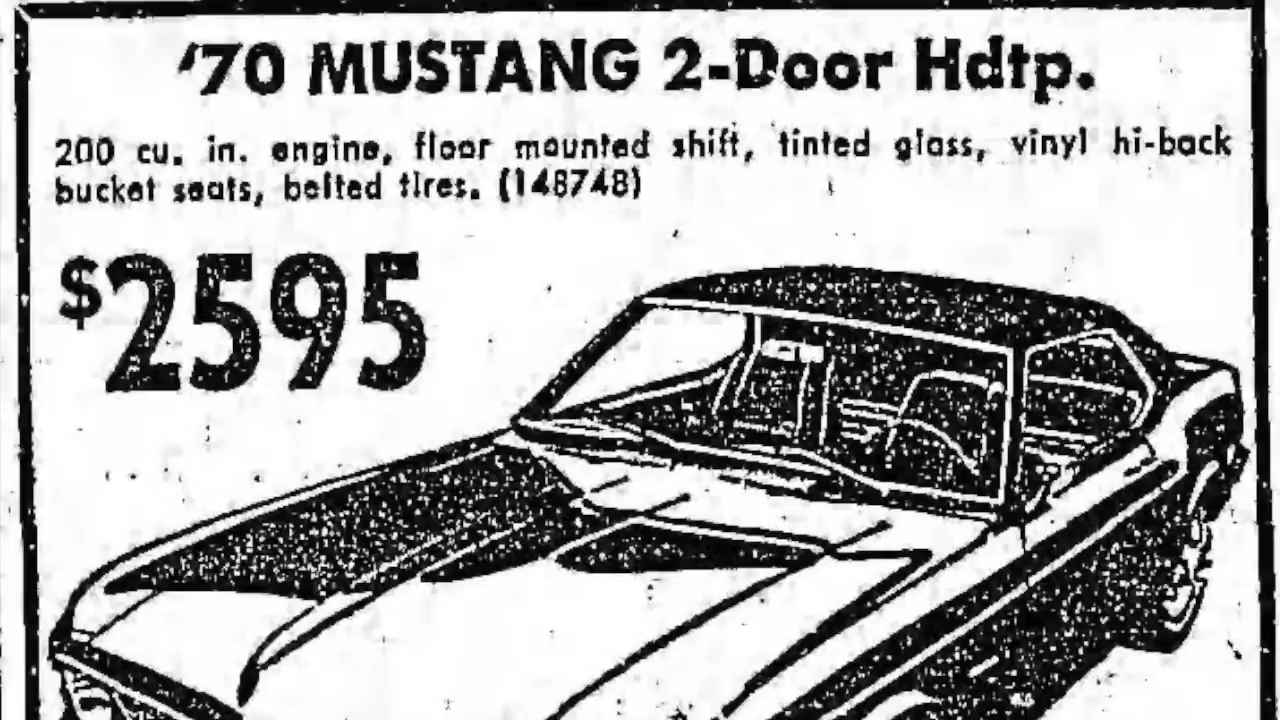 '70 MUSTANG 2-Door Hdtp.
200 cu. in. engine, floor mounted shift, tinted glass, vinyl hi-back
bucket seats, belted tires. (148748)
$2595